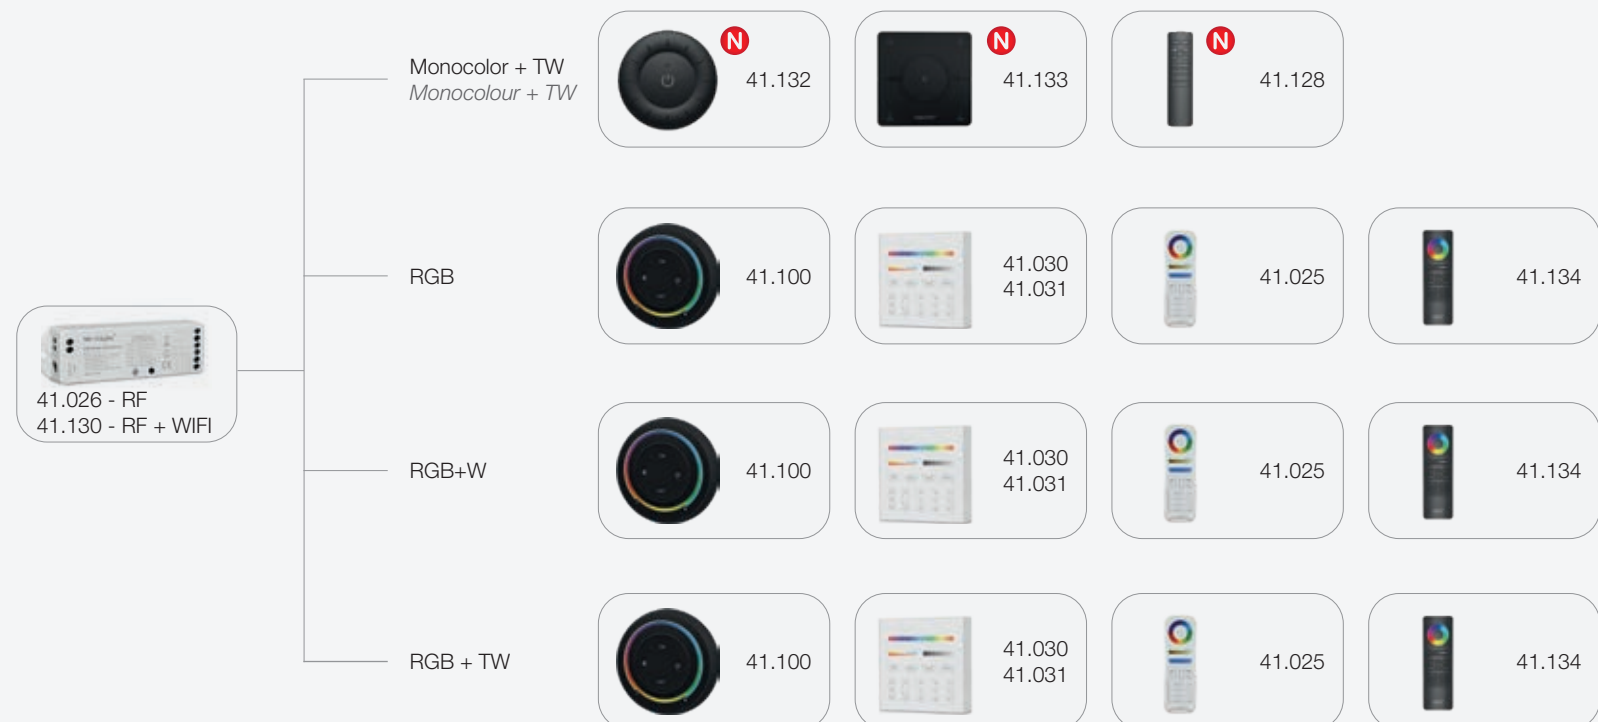 Monocolor + TW
Monocolour + TW
N
41.132
N
41.133
N
41.128
RGB
41.100
41.030
41.031
41.025
41.134
41.026 - RF
41.130 - RF + WIFI
RGB+W
41.100
41.030
41.031
41.025
41.134
RGB + TW
41.100
41.030
41.031
41.025
41.134